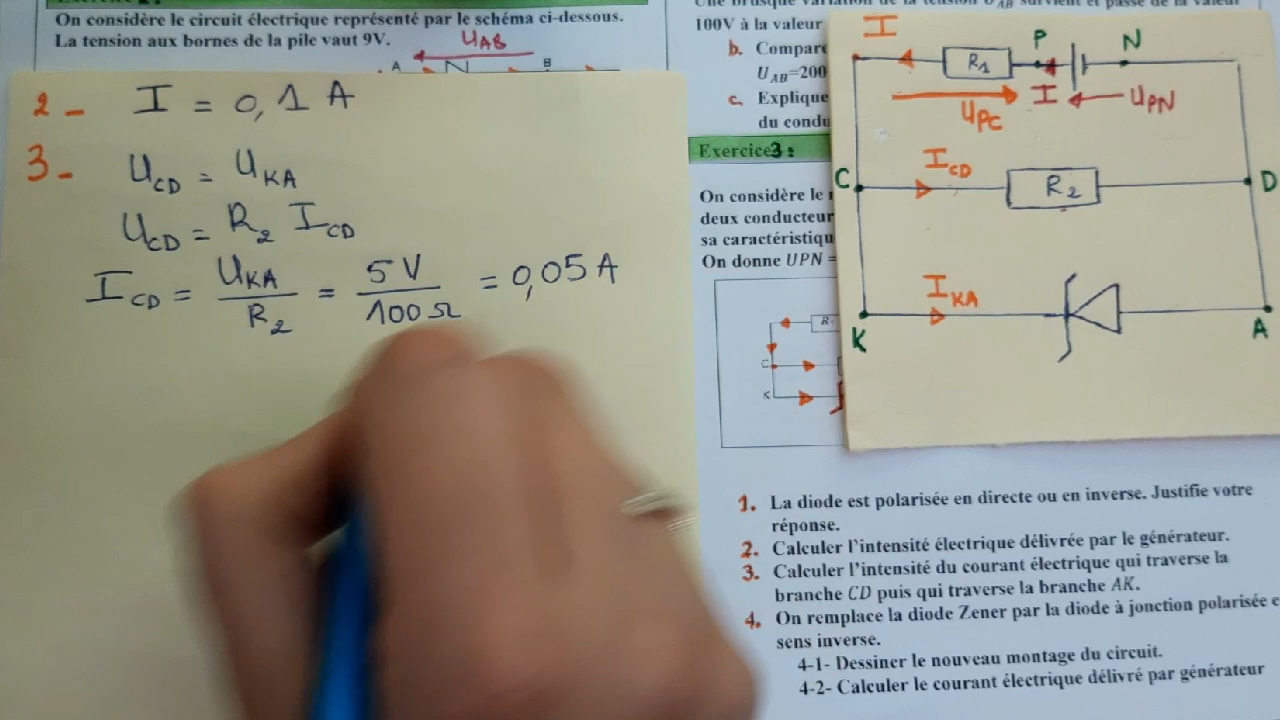 On considère le circuit électrique représenté par le schéma ci-dessous.
La tension aux bornes de la pile vaut 9V.
UAB
A
B
2- I = 0,1 A
3- UCD = UKA
UCD = R2 ICD
ICD = UKA / R2 = 5 V / 100 Ω = 0,05 A
100V à la valeur
b. Compare
UAB=200
c. Explique
du condu
Exercice3 :
On considère le
deux conducteur
sa caractéristiqu
On donne UPN =
R
C
K
I
R1
P
N
UPC
I
UPN
C
ICD
R2
D
IKA
K
A
1. La diode est polarisée en directe ou en inverse. Justifie votre
réponse.
2. Calculer l'intensité électrique délivrée par le générateur.
3. Calculer l'intensité du courant électrique qui traverse la
branche CD puis qui traverse la branche AK.
4. On remplace la diode Zener par la diode à jonction polarisée e
sens inverse.
4-1- Dessiner le nouveau montage du circuit.
4-2- Calculer le courant électrique délivré par générateur